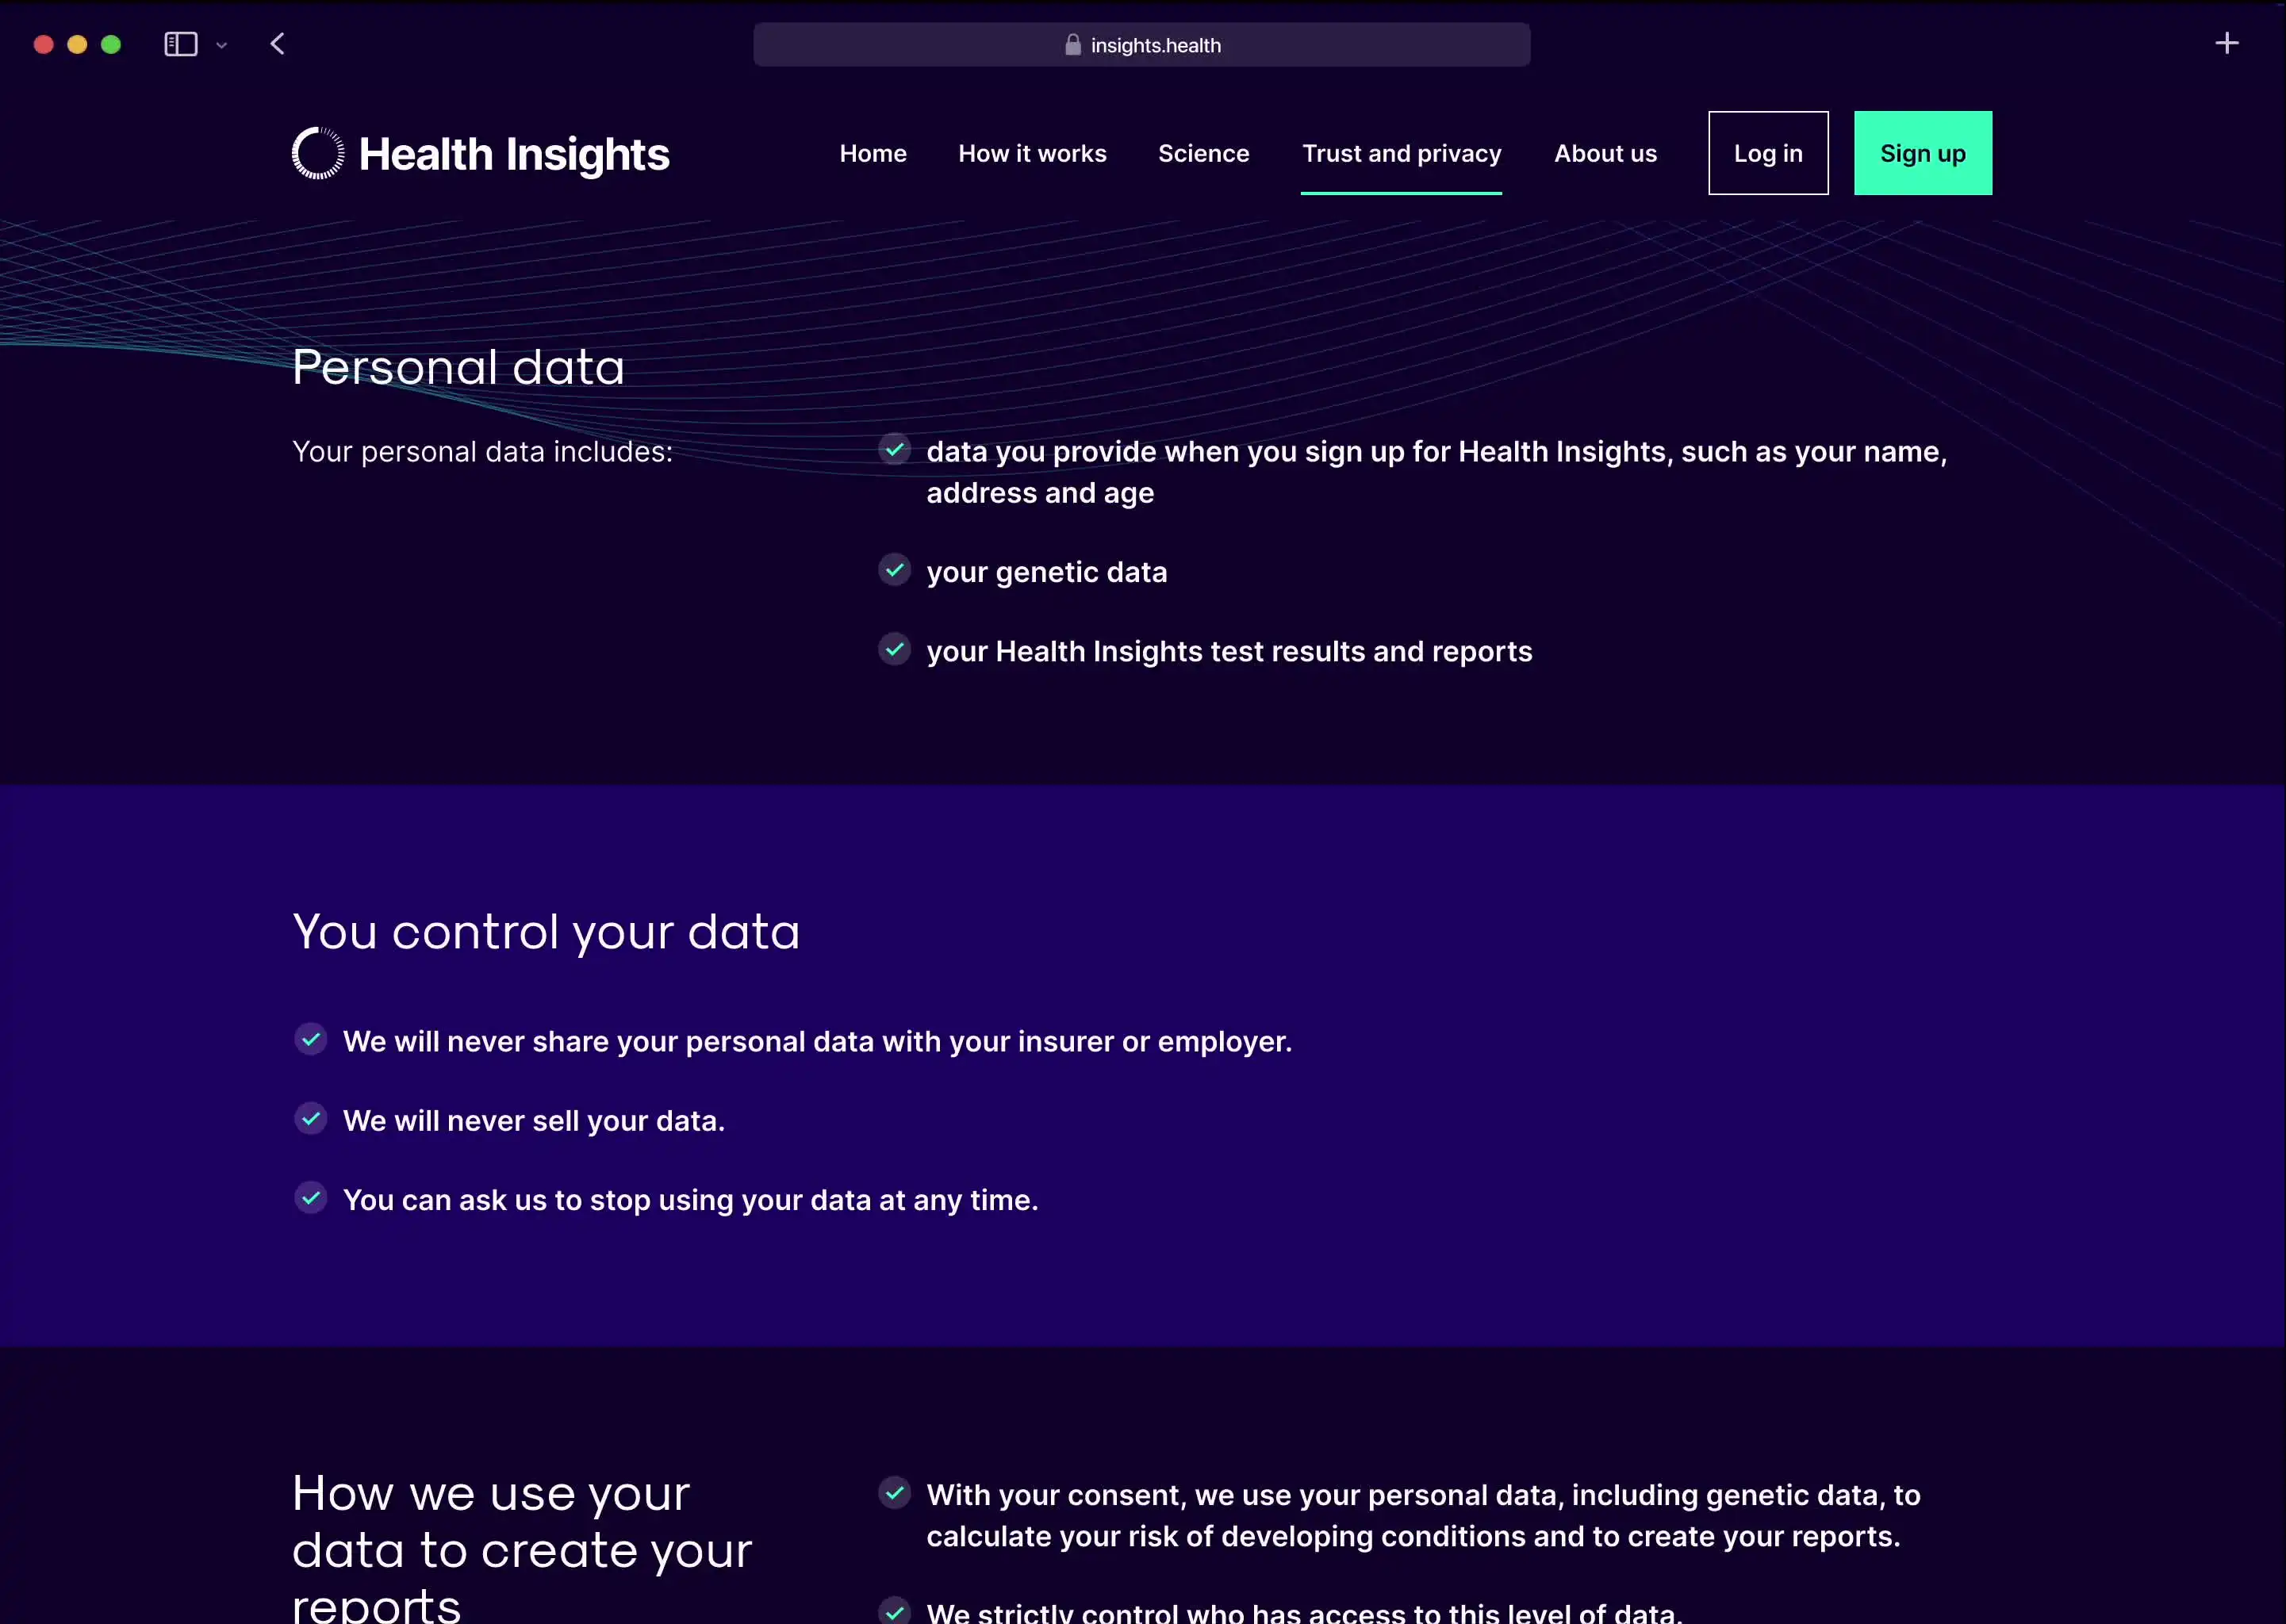 insights.health
Health Insights
Home
How it works
Science
Trust and privacy
About us
Log in
Sign up
Personal data
Your personal data includes:
data you provide when you sign up for Health Insights, such as your name,
address and age
your genetic data
your Health Insights test results and reports
You control your data
We will never share your personal data with your insurer or employer.
We will never sell your data.
You can ask us to stop using your data at any time.
How we use your
data to create your
reports
With your consent, we use your personal data, including genetic data, to
calculate your risk of developing conditions and to create your reports.
We strictly control who has access to this level of data.